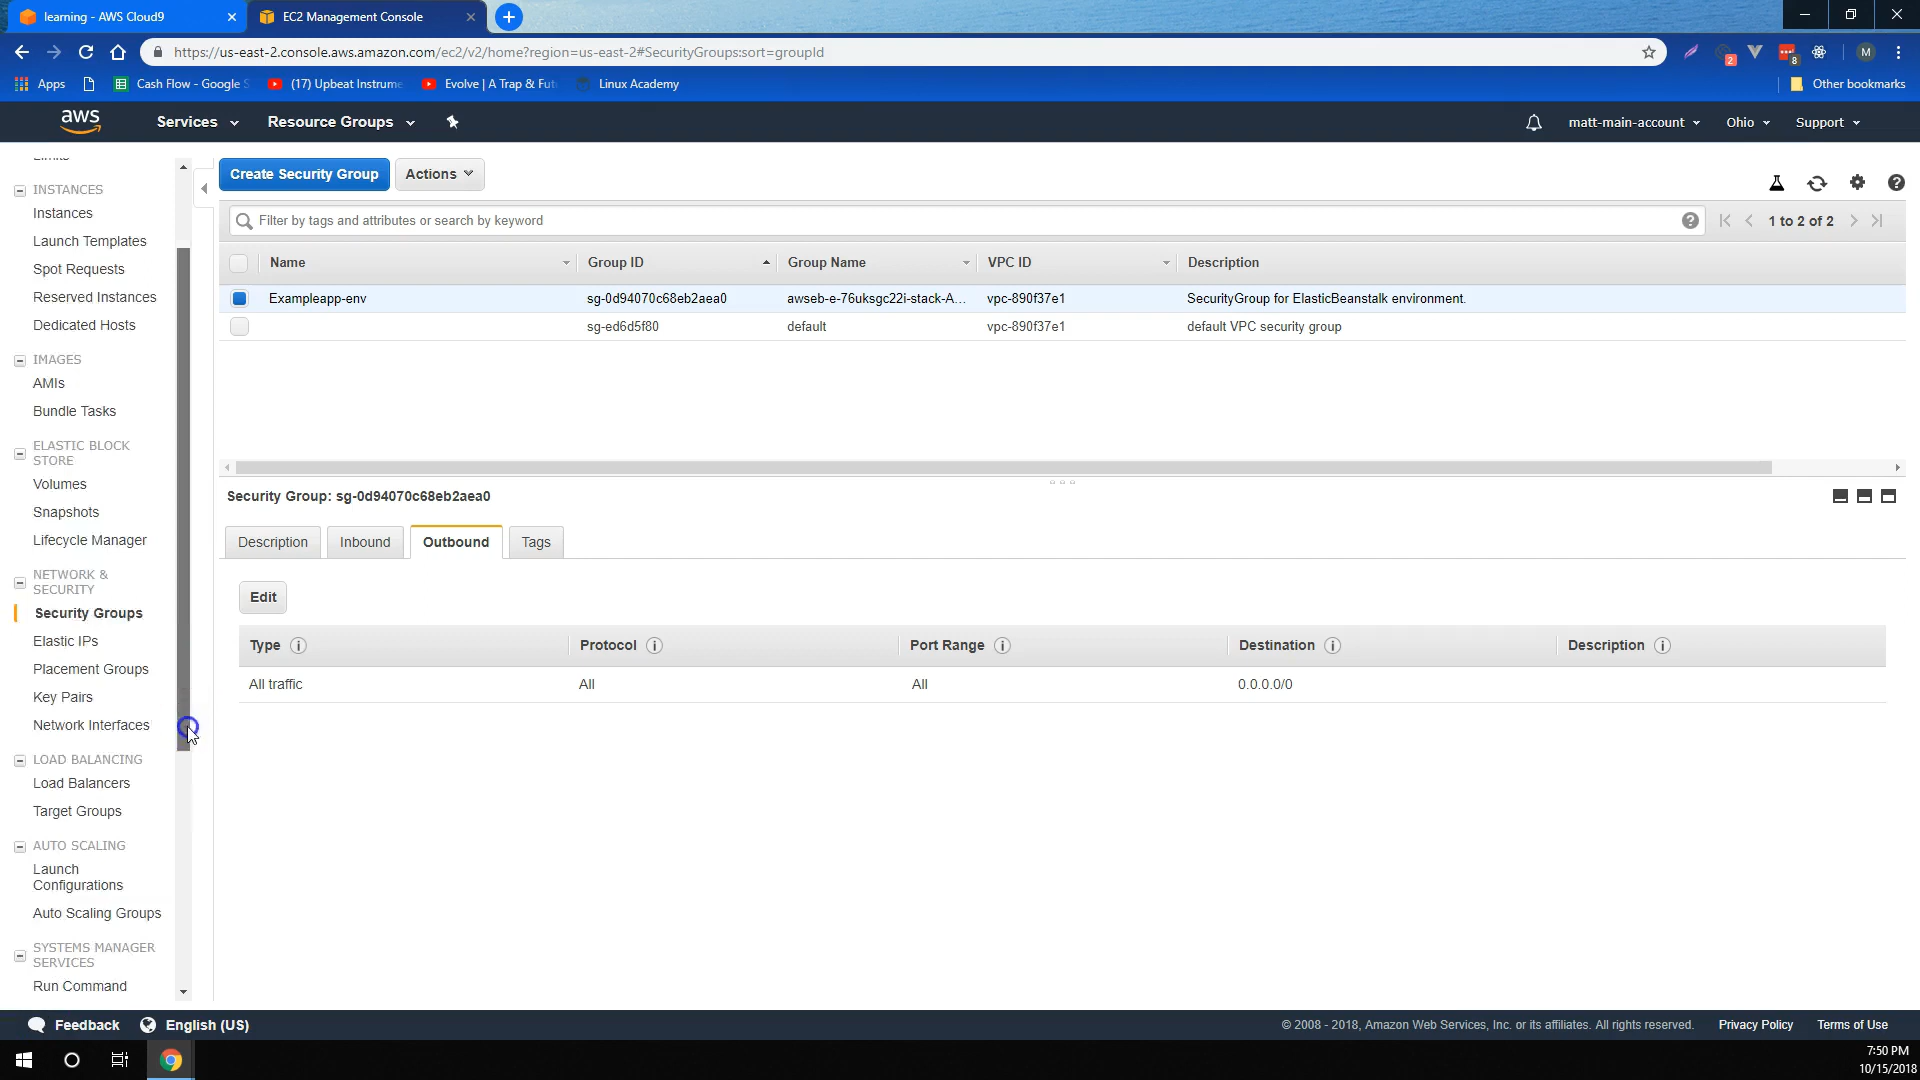 learning - AWS Cloud9
EC2 Management Console
https://us-east-2.console.aws.amazon.com/ec2/v2/home?region=us-east-2#SecurityGroups:sort=groupId
2
8
M
Apps
Cash Flow - Google S
(17) Upbeat Instrume
Evolve | A Trap & Futu
Linux Academy
Other bookmarks
aws
Services
Resource Groups
matt-main-account
Ohio
Support
Limits
INSTANCES
Instances
Launch Templates
Spot Requests
Reserved Instances
Dedicated Hosts
IMAGES
AMIs
Bundle Tasks
ELASTIC BLOCK
STORE
Volumes
Snapshots
Lifecycle Manager
NETWORK &
SECURITY
Security Groups
Elastic IPs
Placement Groups
Key Pairs
Network Interfaces
LOAD BALANCING
Load Balancers
Target Groups
AUTO SCALING
Launch
Configurations
Auto Scaling Groups
SYSTEMS MANAGER
SERVICES
Run Command
Create Security Group
Actions
Filter by tags and attributes or search by keyword
1 to 2 of 2
Name Group ID Group Name VPC ID Description
Exampleapp-env sg-0d94070c68eb2aea0 awseb-e-76uksgc22i-stack-A... vpc-890f37e1 SecurityGroup for ElasticBeanstalk environment.
sg-ed6d5f80 default vpc-890f37e1 default VPC security group
Security Group: sg-0d94070c68eb2aea0
Description
Inbound
Outbound
Tags
Edit
Type Protocol Port Range Destination Description
All traffic All All 0.0.0.0/0
Feedback
English (US)
© 2008 - 2018, Amazon Web Services, Inc. or its affiliates. All rights reserved.
Privacy Policy
Terms of Use
7:50 PM
10/15/2018